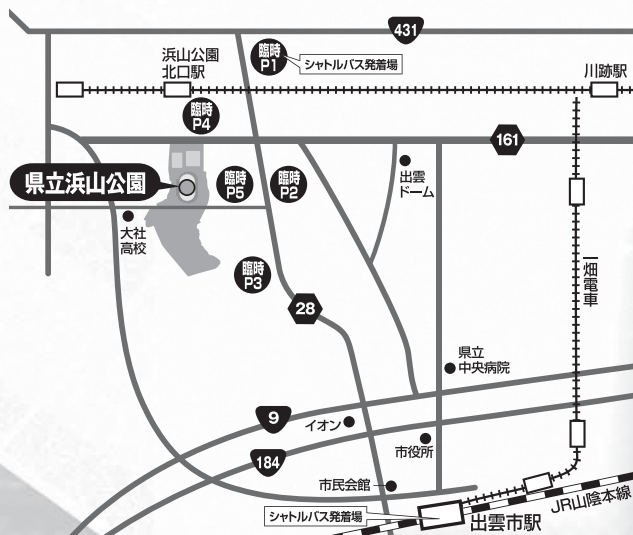 431
浜山公園
北口駅
臨時
P1
シャトルバス発着場
川跡駅
臨時
P4
161
県立浜山公園
臨時
P5
臨時
P2
出雲
ドーム
大社
高校
臨時
P3
28
一畑電車
県立
中央病院
9
イオン
市役所
184
市民会館
シャトルバス発着場
出雲市駅
JR山陰本線